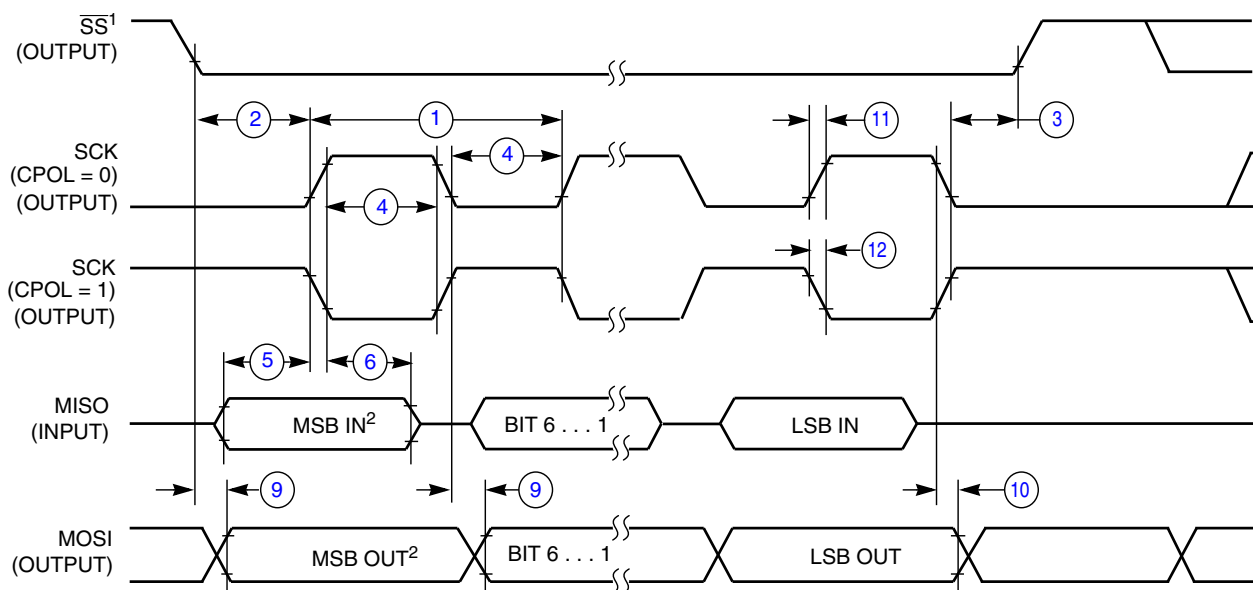 SS¹
(OUTPUT)
2
1
11
3
SCK
(CPOL = 0)
(OUTPUT)
4
4
SCK
(CPOL = 1)
(OUTPUT)
12
5
6
MISO
(INPUT)
MSB IN²
BIT 6 . . . 1
LSB IN
9
9
10
MOSI
(OUTPUT)
MSB OUT²
BIT 6 . . . 1
LSB OUT